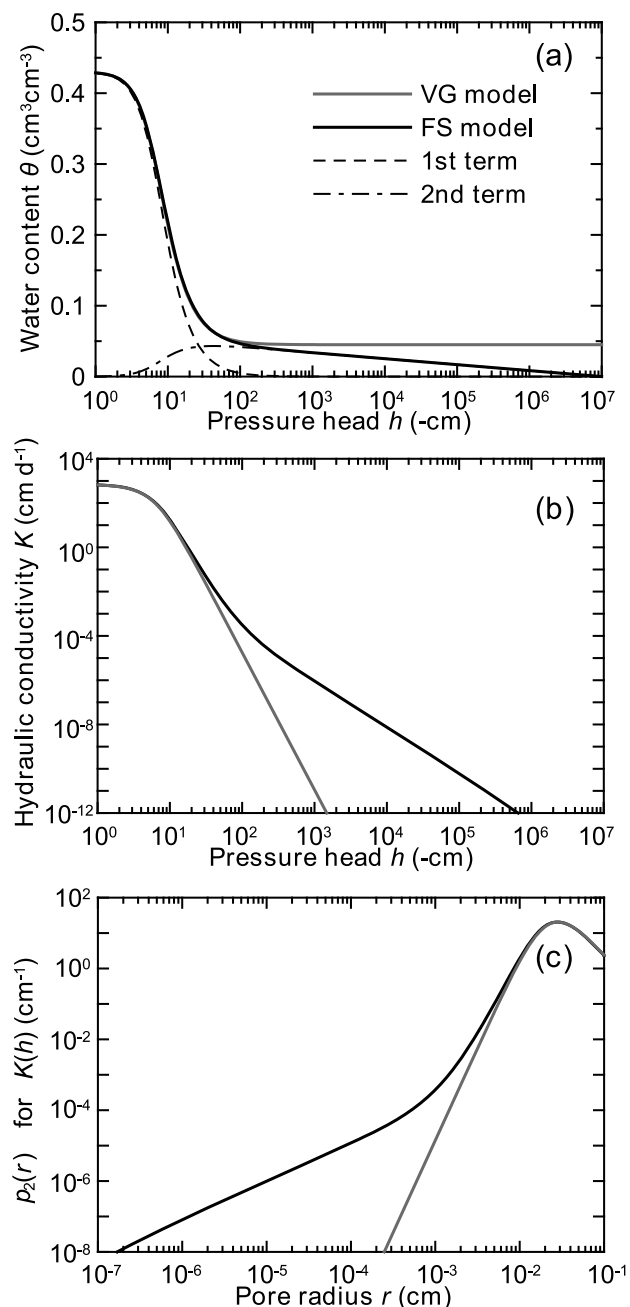 0.5
0.4
0.3
0.2
0.1
0
Water content θ (cm³cm⁻³)
(a)
VG model
FS model
1st term
2nd term
10⁰ 10¹ 10² 10³ 10⁴ 10⁵ 10⁶ 10⁷
Pressure head h (-cm)
10⁴
10⁰
10⁻⁴
10⁻⁸
10⁻¹²
Hydraulic conductivity K (cm d⁻¹)
(b)
10⁰ 10¹ 10² 10³ 10⁴ 10⁵ 10⁶ 10⁷
Pressure head h (-cm)
10²
10⁰
10⁻²
10⁻⁴
10⁻⁶
10⁻⁸
p₂(r) for K(h) (cm⁻¹)
(c)
10⁻⁷ 10⁻⁶ 10⁻⁵ 10⁻⁴ 10⁻³ 10⁻² 10⁻¹
Pore radius r (cm)